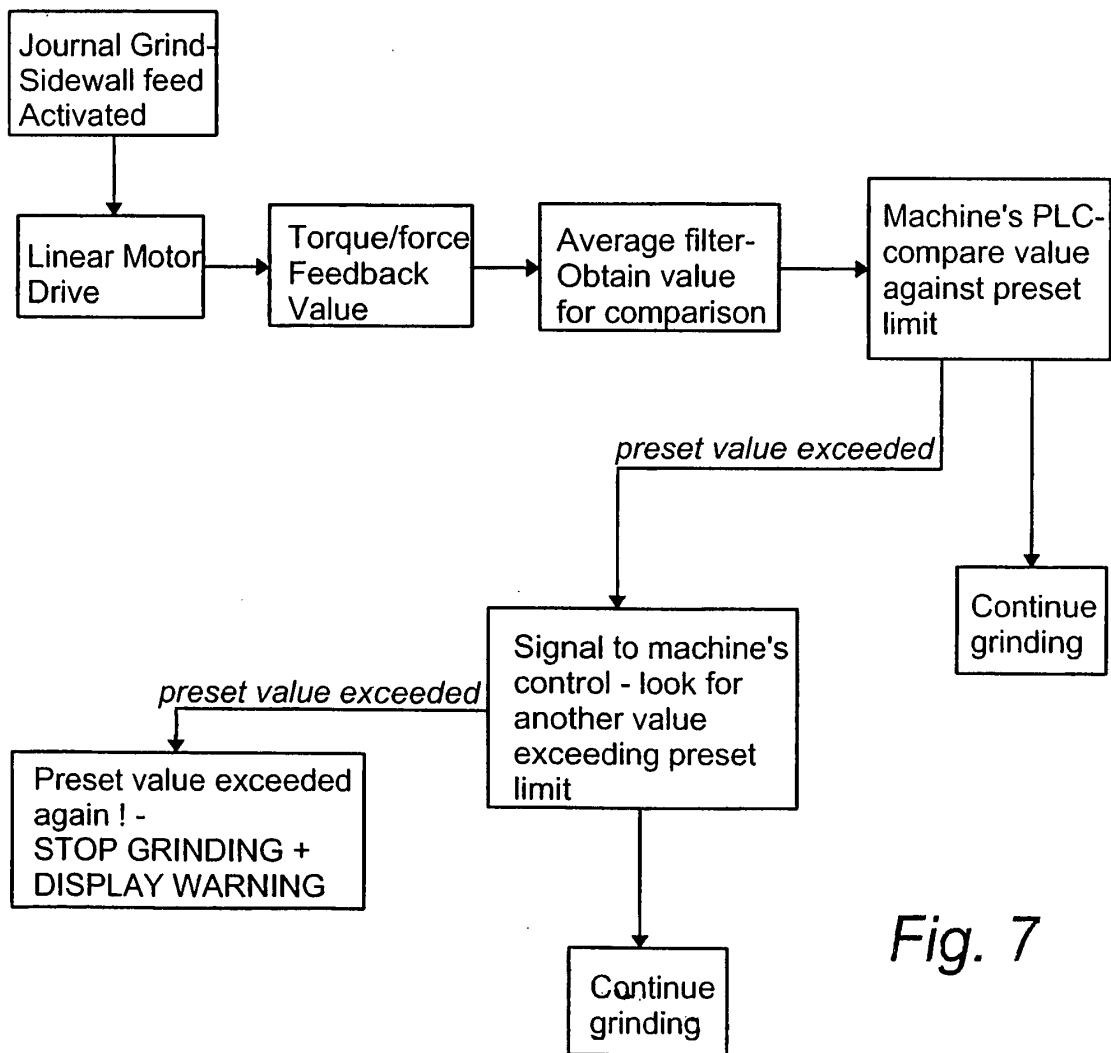 Journal Grind-
Sidewall feed
Activated
Linear Motor
Drive
Torque/force
Feedback
Value
Average filter-
Obtain value
for comparison
Machine's PLC-
compare value
against preset
limit
preset value exceeded
Continue
grinding
Signal to machine's
control - look for
another value
exceeding preset
limit
preset value exceeded
Preset value exceeded
again ! -
STOP GRINDING +
DISPLAY WARNING
Continue
grinding
Fig. 7